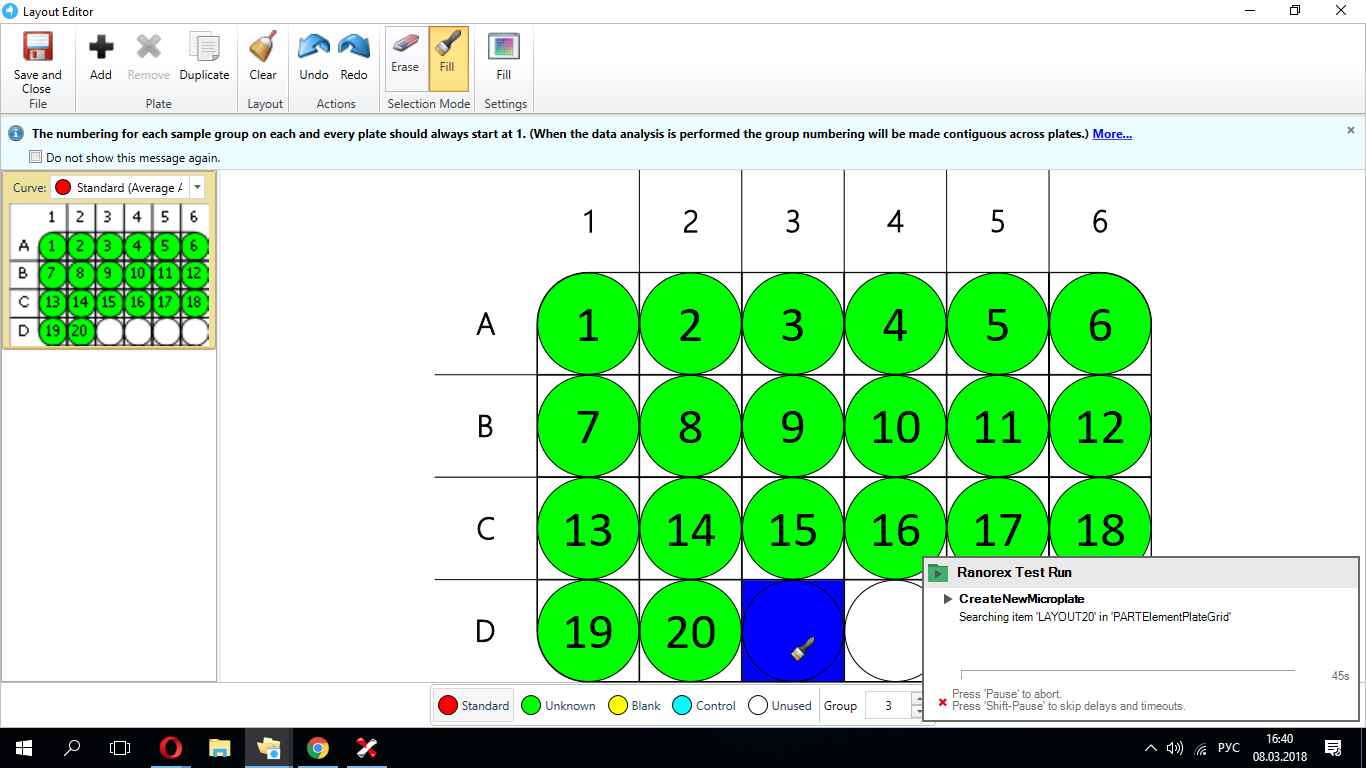 Layout Editor
Save and Close
Add
Remove
Duplicate
Clear
Undo
Redo
Erase
Fill
Fill
File
Plate
Layout
Actions
Selection Mode
Settings
The numbering for each sample group on each and every plate should always start at 1. (When the data analysis is performed the group numbering will be made contiguous across plates.) More...
Do not show this message again.
Curve: Standard (Average
1 2 3 4 5 6
A 1 2 3 4 5 6
B 7 8 9 10 11 12
C 13 14 15 16 17 18
D 19 20
1 2 3 4 5 6
A 1 2 3 4 5 6
B 7 8 9 10 11 12
C 13 14 15 16 17 18
D 19 20
Ranorex Test Run
CreateNewMicroplate
Searching item 'LAYOUT20' in 'PARTElementPlateGrid'
45s
Press 'Pause' to abort.
Press 'Shift-Pause' to skip delays and timeouts.
Standard Unknown Blank Control Unused Group 3
РУС
16:40
08.03.2018